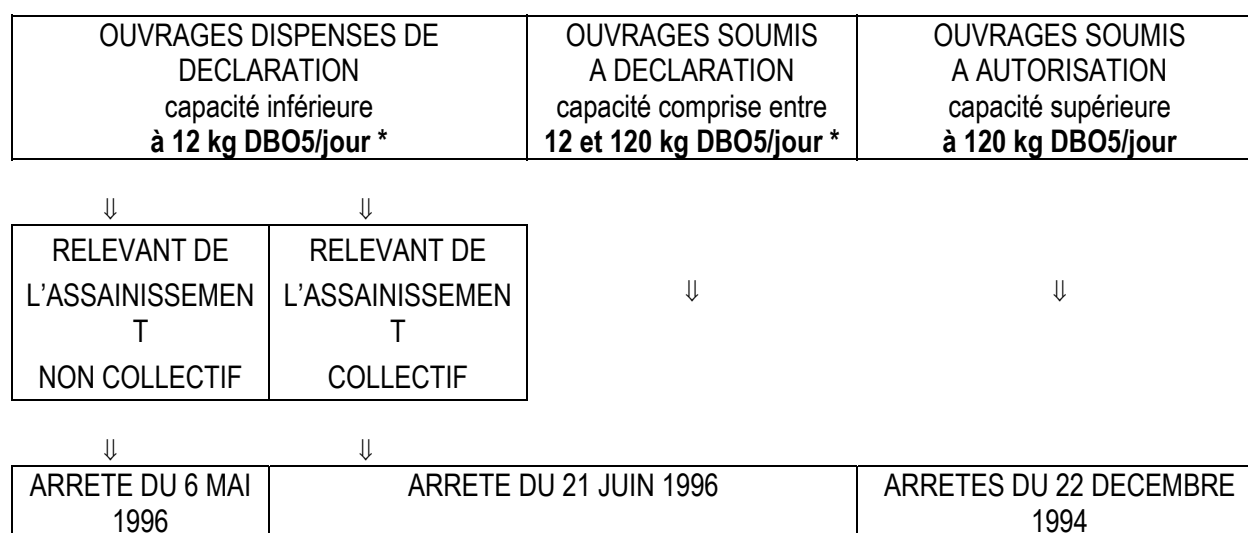 OUVRAGES DISPENSES DE
DECLARATION
capacité inférieure
à 12 kg DBO5/jour *
OUVRAGES SOUMIS
A DECLARATION
capacité comprise entre
12 et 120 kg DBO5/jour *
OUVRAGES SOUMIS
A AUTORISATION
capacité supérieure
à 120 kg DBO5/jour
⇓
⇓
RELEVANT DE
L'ASSAINISSEMEN
T
NON COLLECTIF
RELEVANT DE
L'ASSAINISSEMEN
T
COLLECTIF
⇓
⇓
⇓
⇓
ARRETE DU 6 MAI
1996
ARRETE DU 21 JUIN 1996
ARRETES DU 22 DECEMBRE
1994